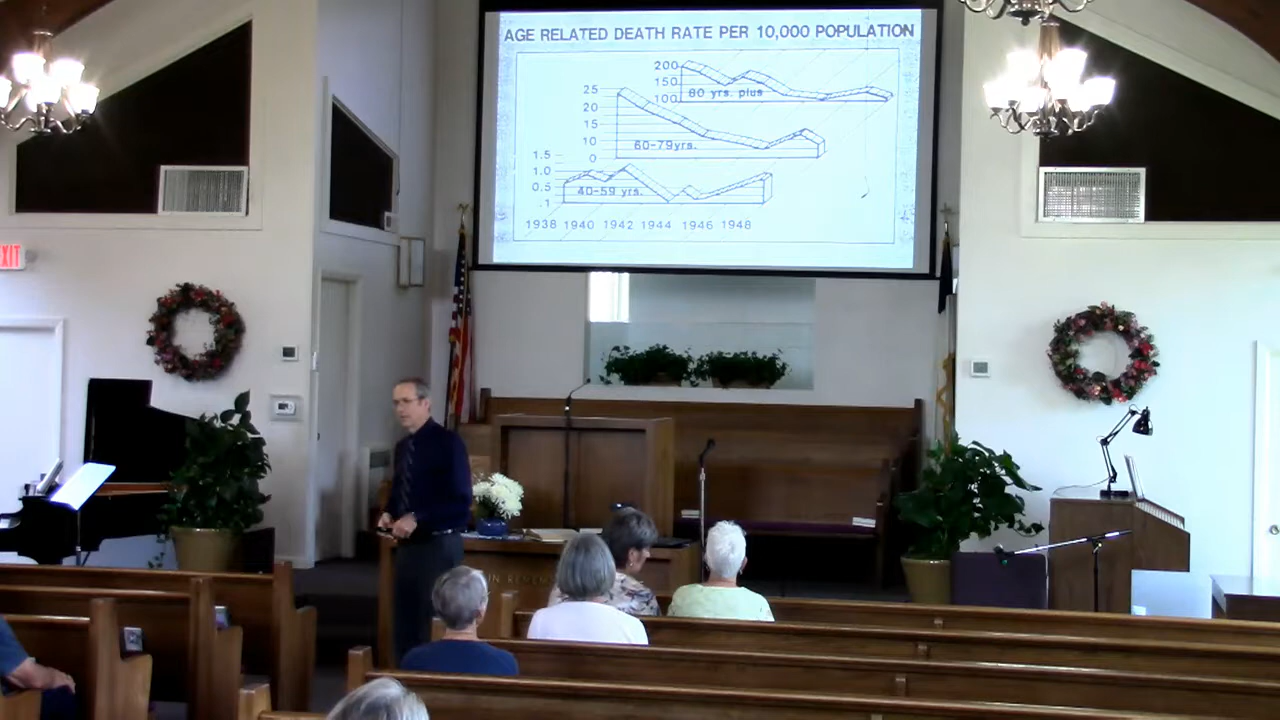 AGE RELATED DEATH RATE PER 10,000 POPULATION
200
150
100
80 yrs. plus
25
20
15
10
0
60-79yrs.
1.5
1.0
0.5
.1
40-59 yrs.
1938 1940 1942 1944 1946 1948
EXIT
IN REMEM